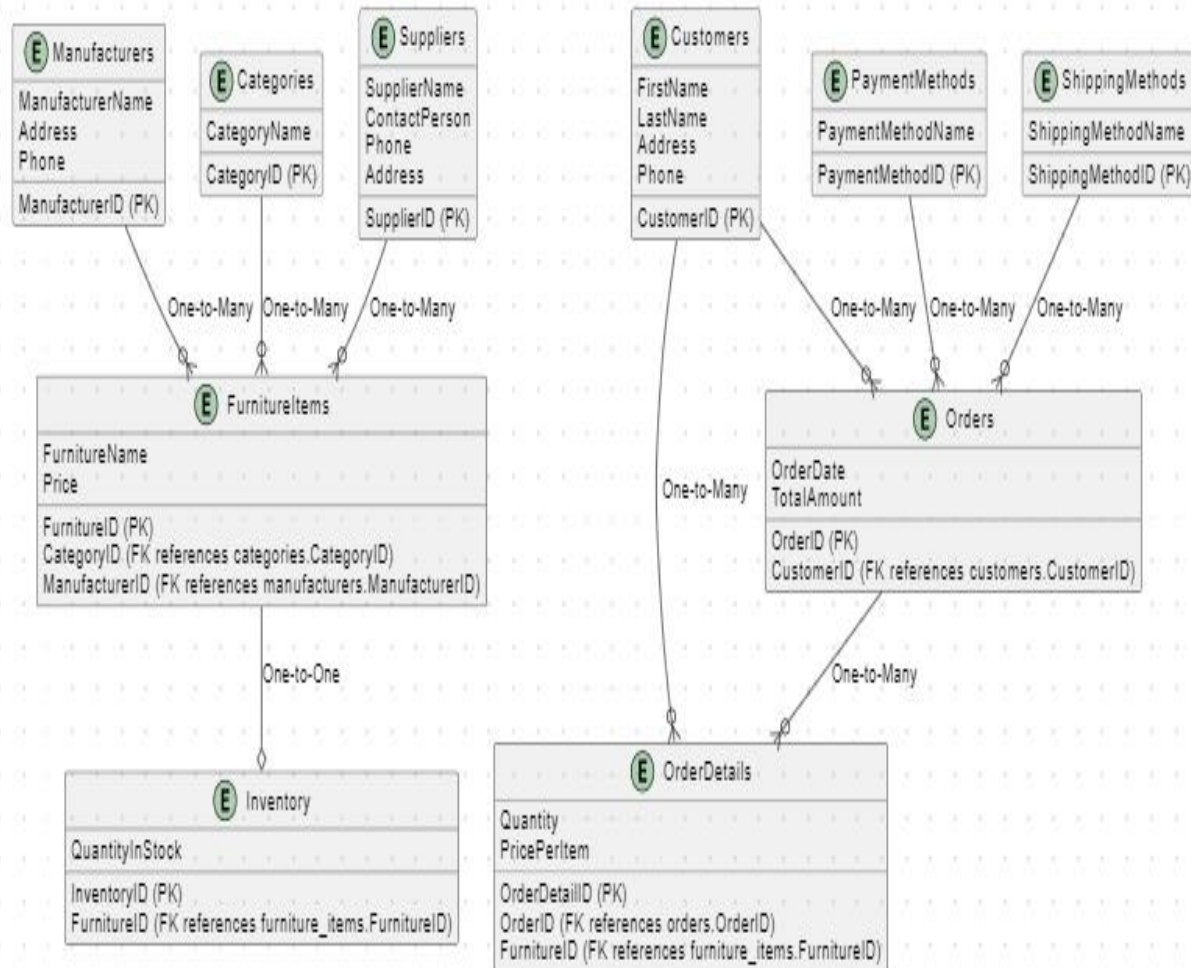 E Manufacturers
ManufacturerName
Address
Phone
ManufacturerID (PK)
E Categories
CategoryName
CategoryID (PK)
E Suppliers
SupplierName
ContactPerson
Phone
Address
SupplierID (PK)
E Customers
FirstName
LastName
Address
Phone
CustomerID (PK)
E PaymentMethods
PaymentMethodName
PaymentMethodID (PK)
E ShippingMethods
ShippingMethodName
ShippingMethodID (PK)
One-to-Many
One-to-Many
One-to-Many
One-to-Many
One-to-Many
One-to-Many
E FurnitureItems
FurnitureName
Price
FurnitureID (PK)
CategoryID (FK references categories.CategoryID)
ManufacturerID (FK references manufacturers.ManufacturerID)
One-to-Many
E Orders
OrderDate
TotalAmount
OrderID (PK)
CustomerID (FK references customers.CustomerID)
One-to-One
One-to-Many
E Inventory
QuantityInStock
InventoryID (PK)
FurnitureID (FK references furniture_items.FurnitureID)
E OrderDetails
Quantity
PricePerItem
OrderDetailID (PK)
OrderID (FK references orders.OrderID)
FurnitureID (FK references furniture_items.FurnitureID)